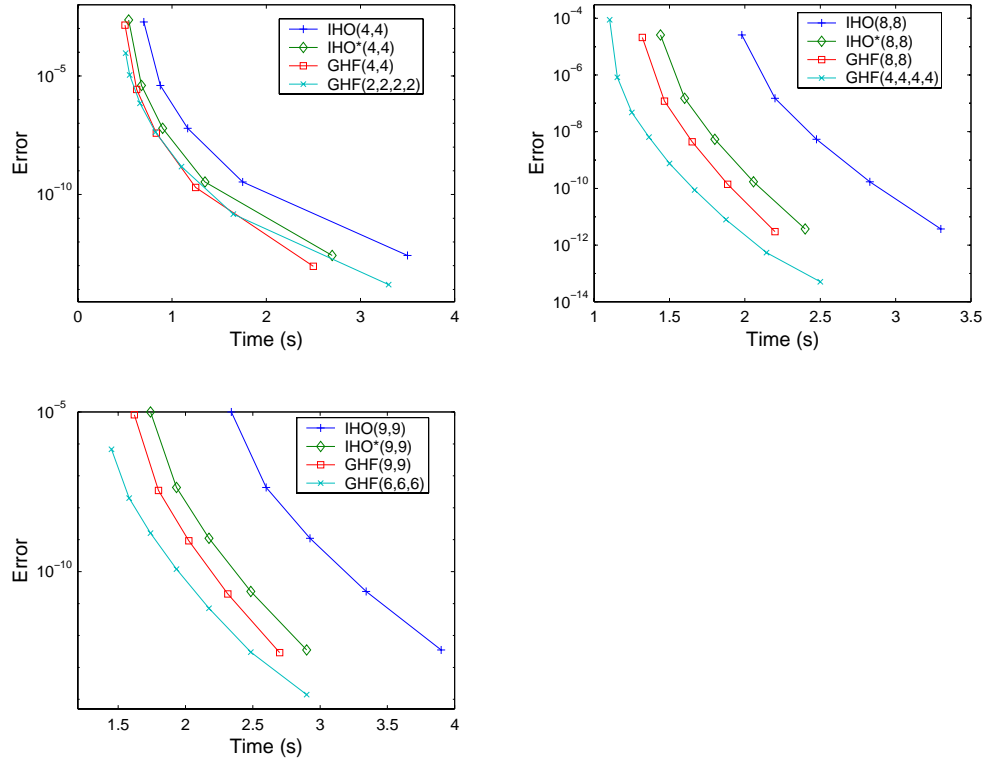 IHO(4,4)
IHO*(4,4)
GHF(4,4)
GHF(2,2,2,2)
10−5
10−10
Error
0
1
2
3
4
Time (s)
IHO(8,8)
IHO*(8,8)
GHF(8,8)
GHF(4,4,4,4)
10−4
10−6
10−8
10−10
10−12
10−14
Error
1
1.5
2
2.5
3
3.5
Time (s)
IHO(9,9)
IHO*(9,9)
GHF(9,9)
GHF(6,6,6)
10−5
10−10
Error
1.5
2
2.5
3
3.5
4
Time (s)